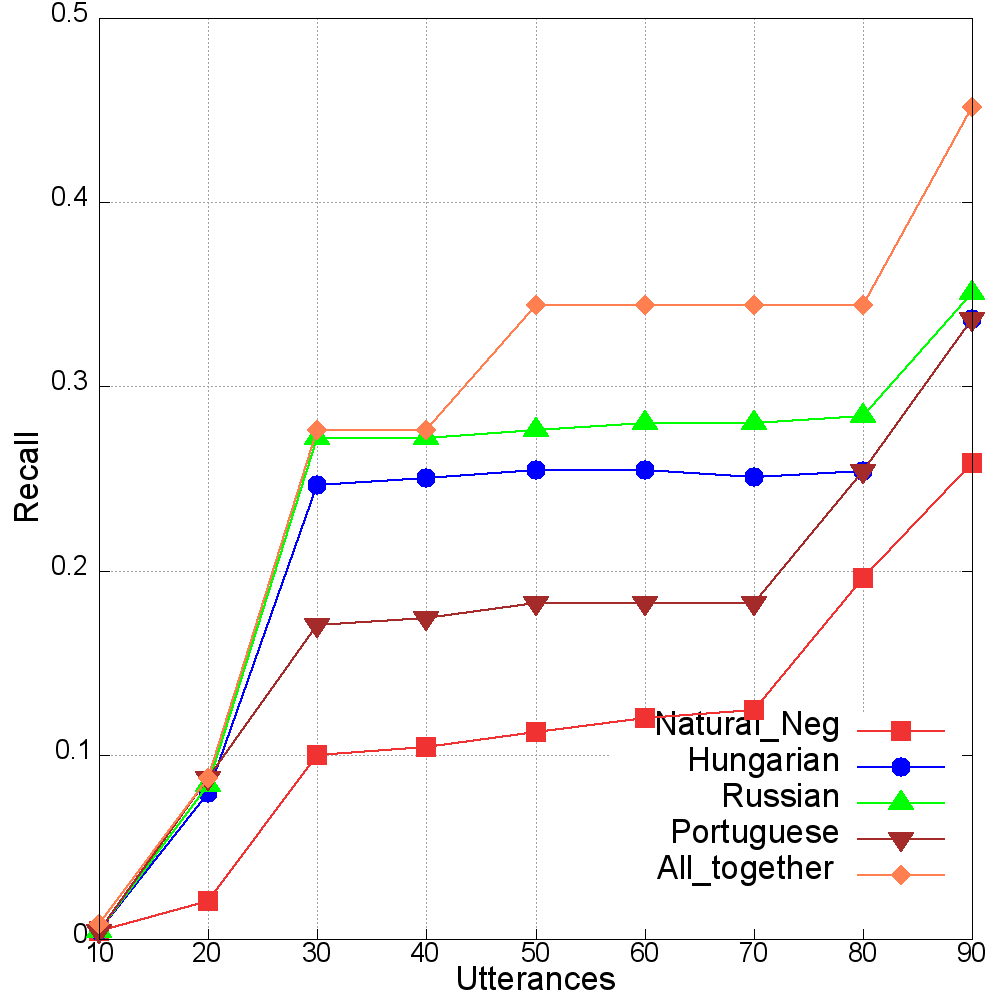 0.5
0.4
0.3
0.2
0.1
0
Recall
10 20 30 40 50 60 70 80 90
Utterances
Natural_Neg
Hungarian
Russian
Portuguese
All_together